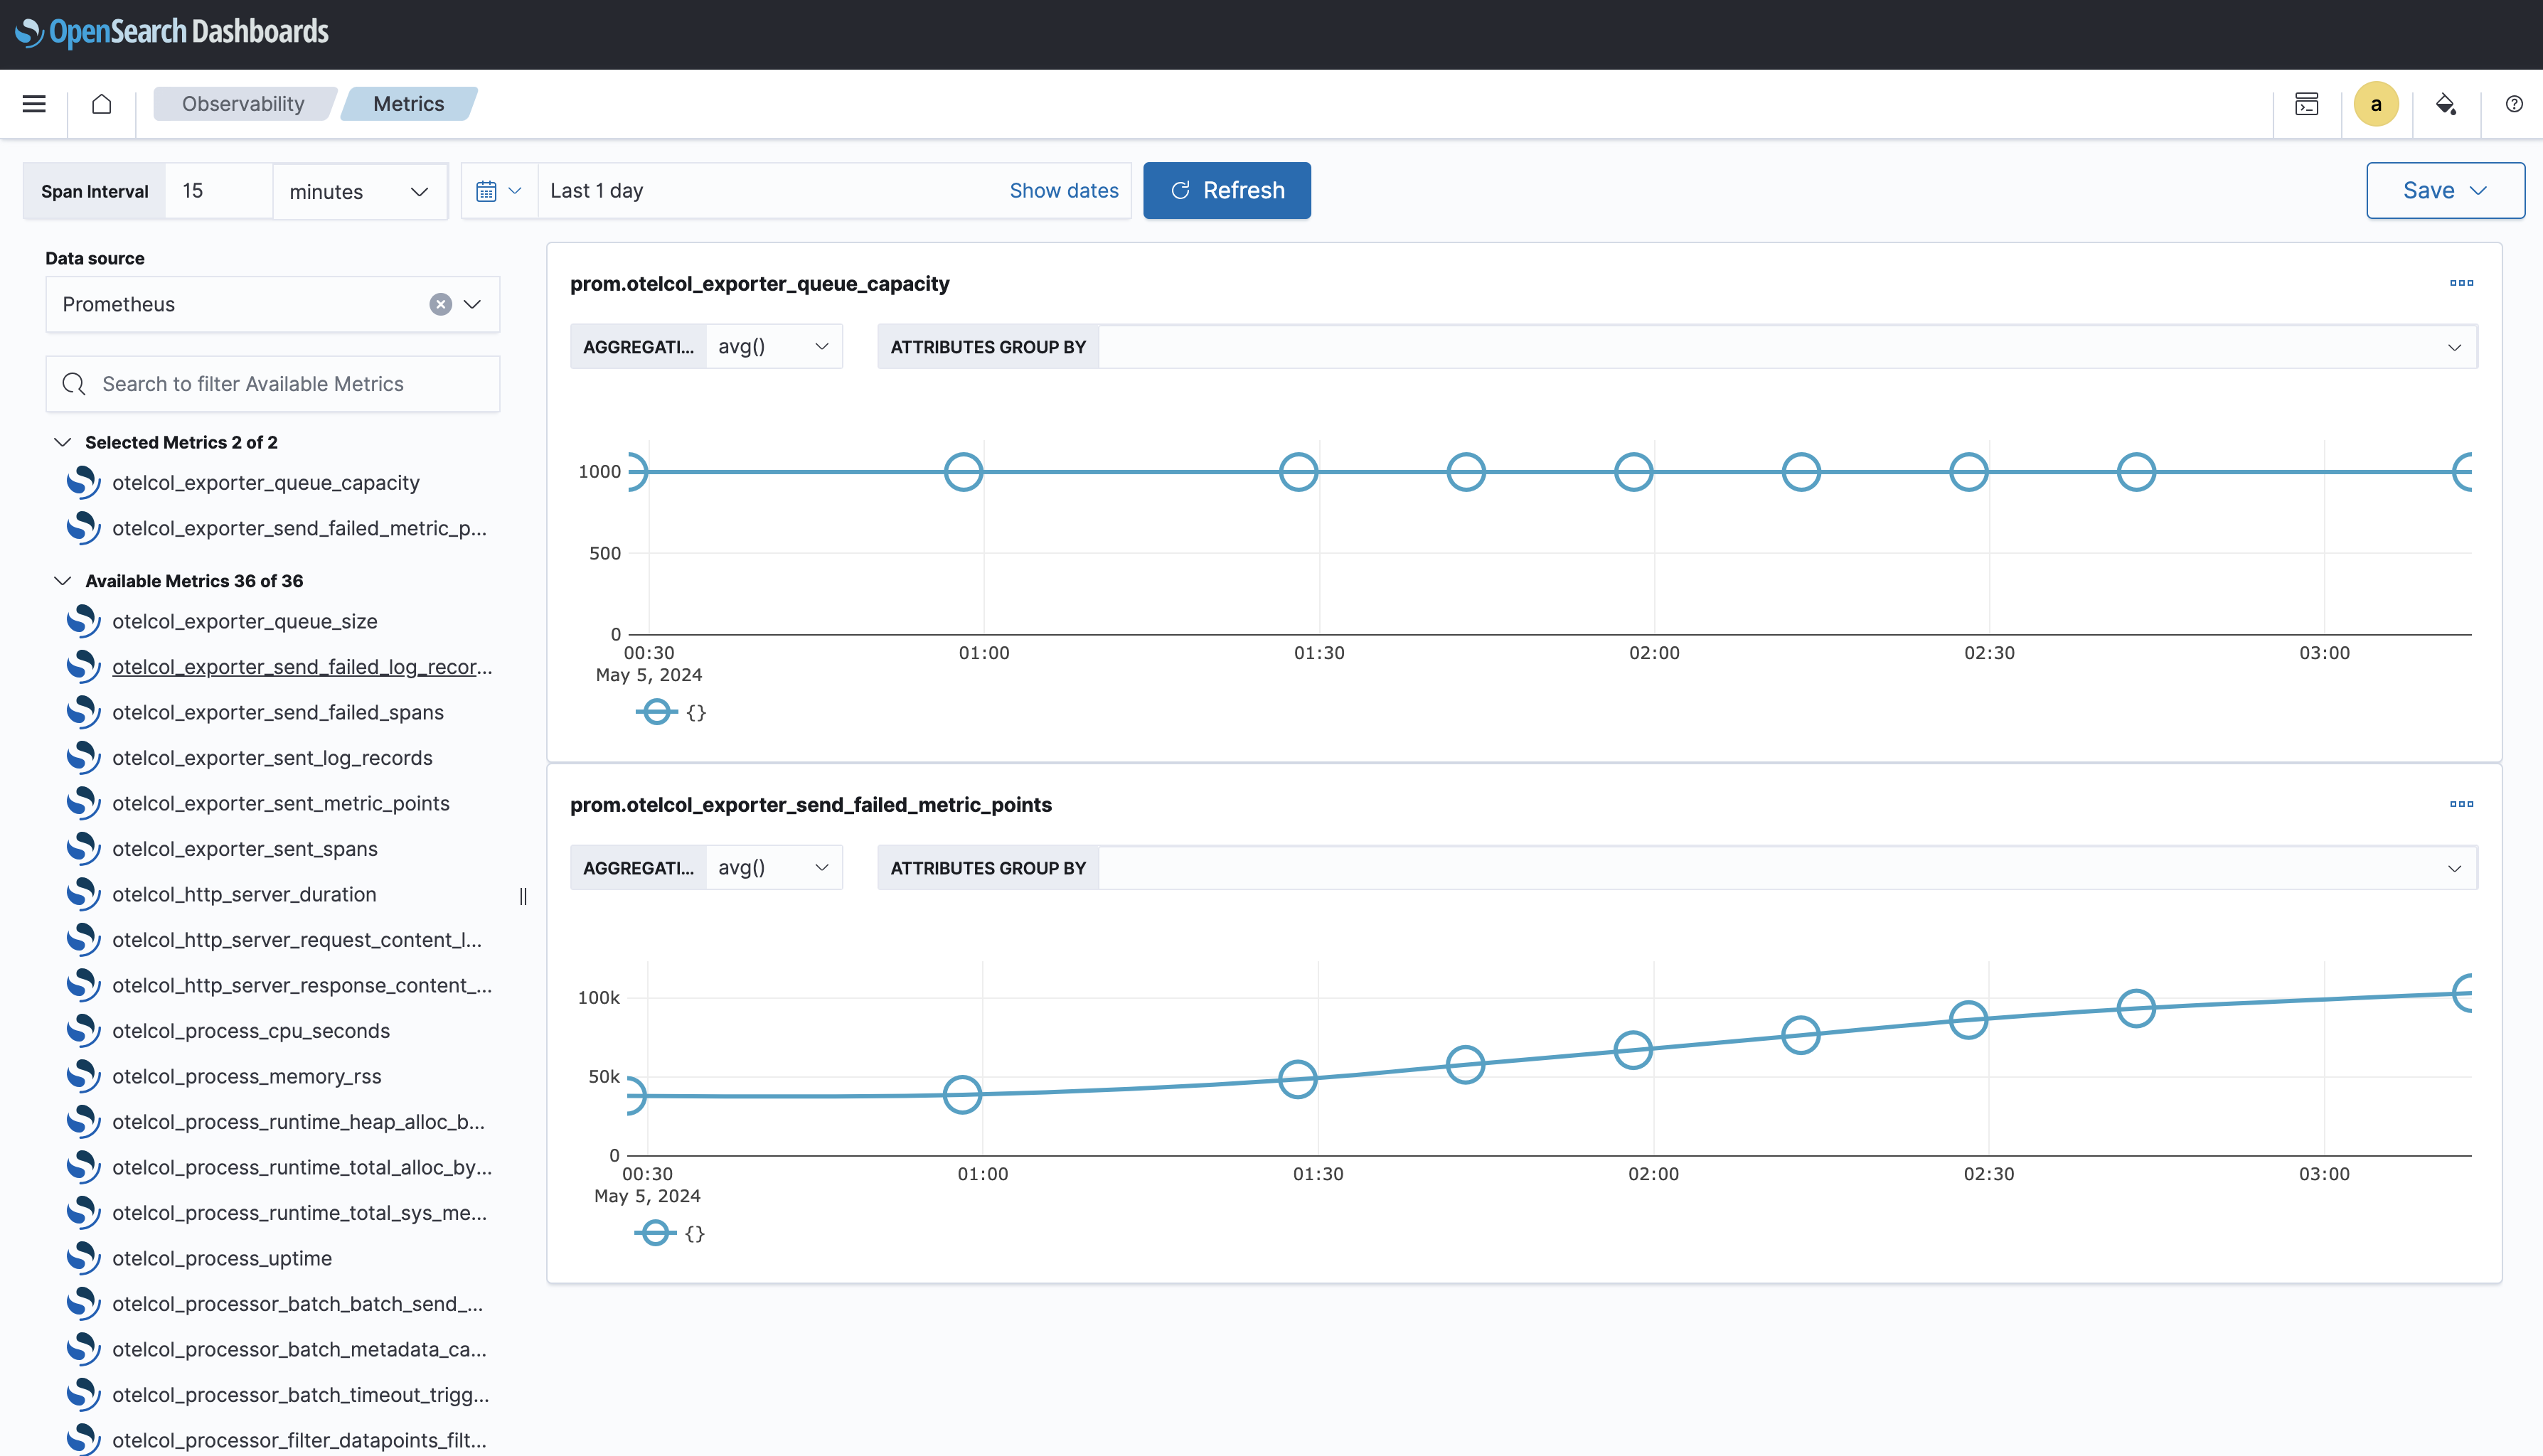 OpenSearch Dashboards
Observability
Metrics
a
Span Interval
15
minutes
Last 1 day
Show dates
Refresh
Save
Data source
Prometheus
Search to filter Available Metrics
Selected Metrics 2 of 2
otelcol_exporter_queue_capacity
otelcol_exporter_send_failed_metric_p...
Available Metrics 36 of 36
otelcol_exporter_queue_size
otelcol_exporter_send_failed_log_recor...
otelcol_exporter_send_failed_spans
otelcol_exporter_sent_log_records
otelcol_exporter_sent_metric_points
otelcol_exporter_sent_spans
otelcol_http_server_duration
otelcol_http_server_request_content_l...
otelcol_http_server_response_content_...
otelcol_process_cpu_seconds
otelcol_process_memory_rss
otelcol_process_runtime_heap_alloc_b...
otelcol_process_runtime_total_alloc_by...
otelcol_process_runtime_total_sys_me...
otelcol_process_uptime
otelcol_processor_batch_batch_send_...
otelcol_processor_batch_metadata_ca...
otelcol_processor_batch_timeout_trigg...
otelcol_processor_filter_datapoints_filt...
prom.otelcol_exporter_queue_capacity
AGGREGATI...
avg()
ATTRIBUTES GROUP BY
1000
500
0
00:30 01:00 01:30 02:00 02:30 03:00
May 5, 2024
{}
prom.otelcol_exporter_send_failed_metric_points
AGGREGATI...
avg()
ATTRIBUTES GROUP BY
100k
50k
0
00:30 01:00 01:30 02:00 02:30 03:00
May 5, 2024
{}